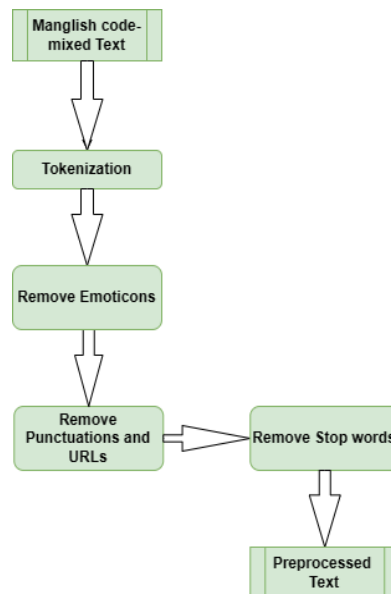 Manglish code-
mixed Text
Tokenization
Remove Emoticons
Remove
Punctuations and
URLs
Remove Stop words
Preprocessed
Text